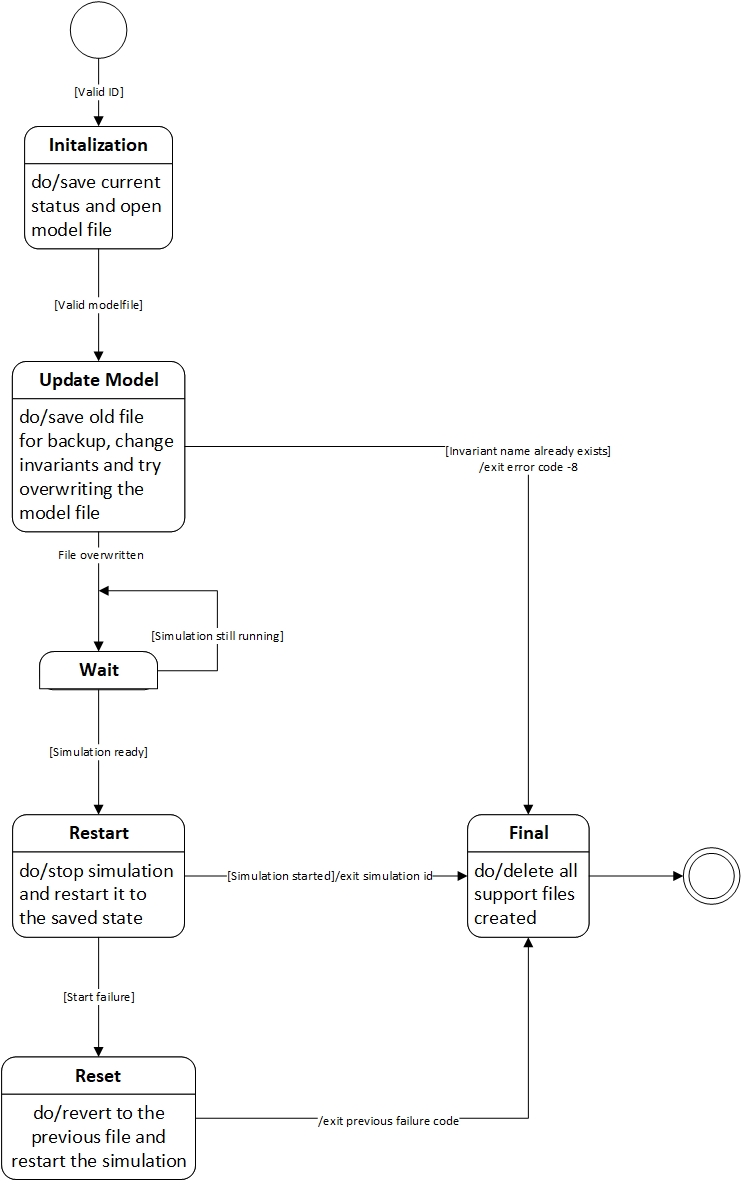 [Valid ID]
Initalization
do/save current
status and open
model file
[Valid modelfile]
Update Model
do/save old file
for backup, change
invariants and try
overwriting the
model file
[Invariant name already exists]
/exit error code -8
File overwritten
[Simulation still running]
Wait
[Simulation ready]
Restart
do/stop simulation
and restart it to
the saved state
[Simulation started]/exit simulation id
Final
do/delete all
support files
created
[Start failure]
Reset
do/revert to the
previous file and
restart the simulation
/exit previous failure code